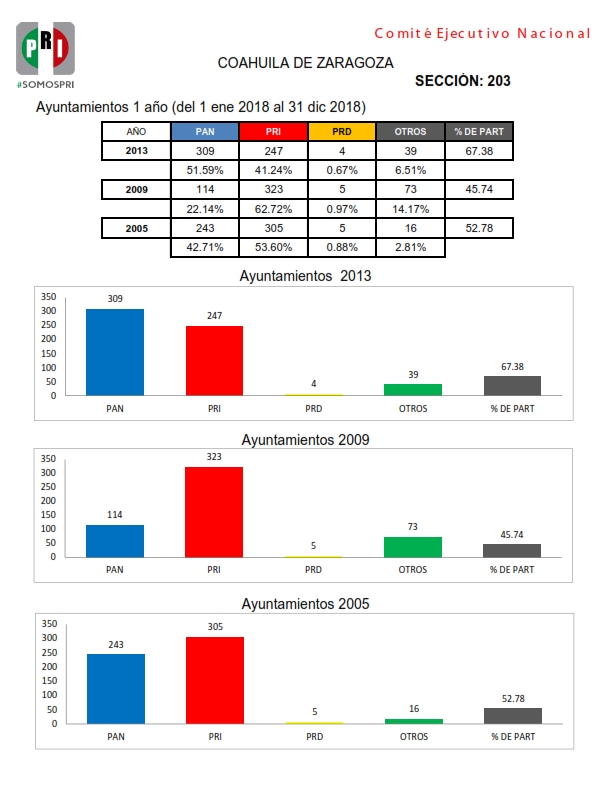 Comité Ejecutivo Nacional
PRI
#SOMOSPRI
COAHUILA DE ZARAGOZA
SECCIÓN: 203
Ayuntamientos 1 año (del 1 ene 2018 al 31 dic 2018)
AÑO PAN PRI PRD OTROS % DE PART
2013 309 247 4 39 67.38
51.59% 41.24% 0.67% 6.51%
2009 114 323 5 73 45.74
22.14% 62.72% 0.97% 14.17%
2005 243 305 5 16 52.78
42.71% 53.60% 0.88% 2.81%
Ayuntamientos 2013
350
300
250
200
150
100
50
0
309
247
4
39
67.38
PAN PRI PRD OTROS % DE PART
Ayuntamientos 2009
350
300
250
200
150
100
50
0
114
323
5
73
45.74
PAN PRI PRD OTROS % DE PART
Ayuntamientos 2005
350
300
250
200
150
100
50
0
243
305
5
16
52.78
PAN PRI PRD OTROS % DE PART